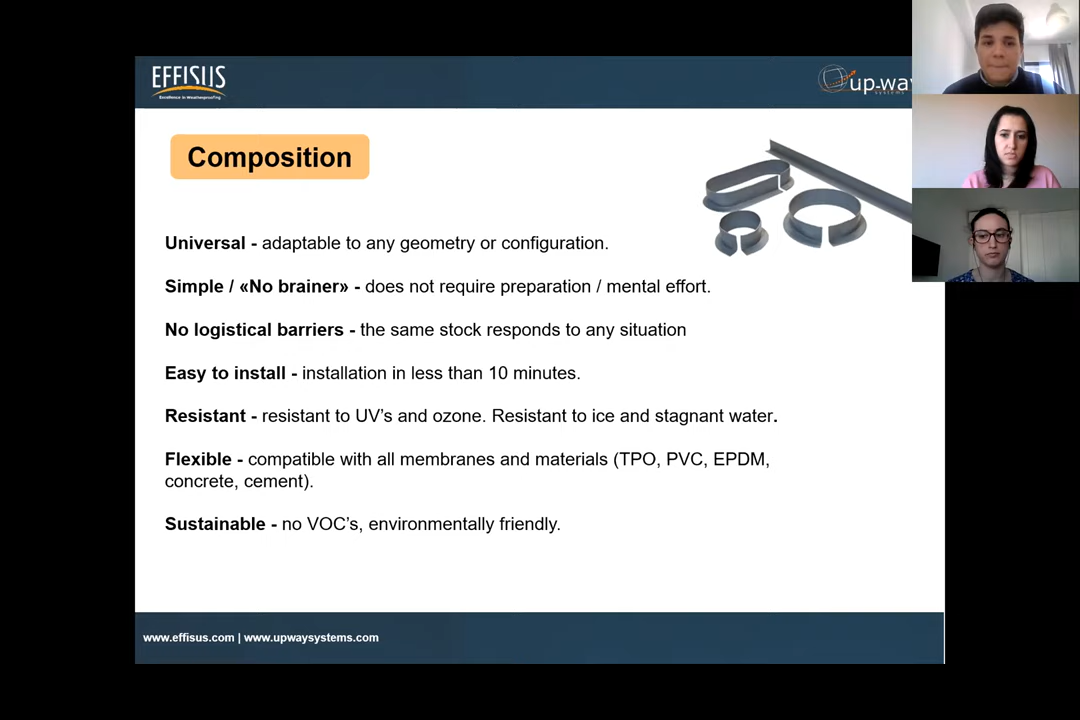 EFFISUS
Excellence in Weatherproofing
up-way
systems
Composition
Universal - adaptable to any geometry or configuration.
Simple / «No brainer» - does not require preparation / mental effort.
No logistical barriers - the same stock responds to any situation
Easy to install - installation in less than 10 minutes.
Resistant - resistant to UV’s and ozone. Resistant to ice and stagnant water.
Flexible - compatible with all membranes and materials (TPO, PVC, EPDM,
concrete, cement).
Sustainable - no VOC’s, environmentally friendly.
www.effisus.com | www.upwaysystems.com